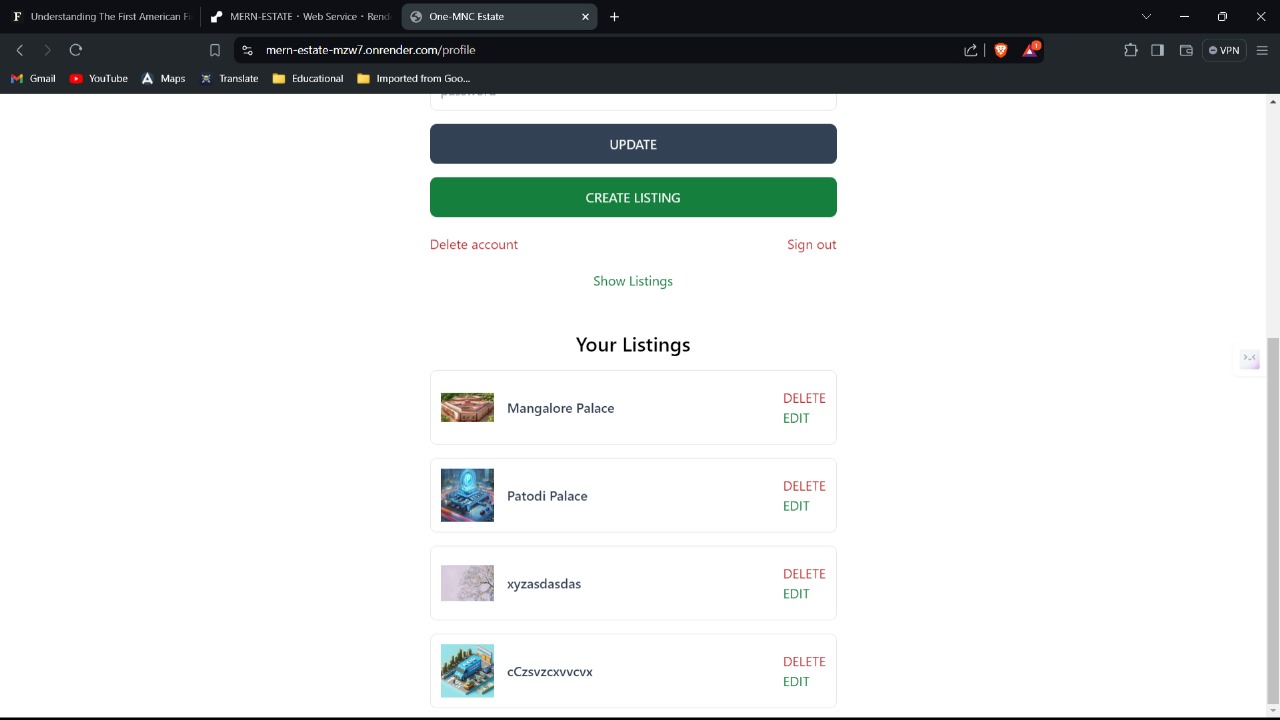 Understanding The First American Fi
MERN-ESTATE · Web Service · Rend
One-MNC Estate
mern-estate-mzw7.onrender.com/profile
1
VPN
Gmail
YouTube
Maps
Translate
Educational
Imported from Goo...
password
UPDATE
CREATE LISTING
Delete account
Sign out
Show Listings
Your Listings
Mangalore Palace
DELETE
EDIT
Patodi Palace
DELETE
EDIT
xyzasdasdas
DELETE
EDIT
cCzsvzcxvvcvx
DELETE
EDIT